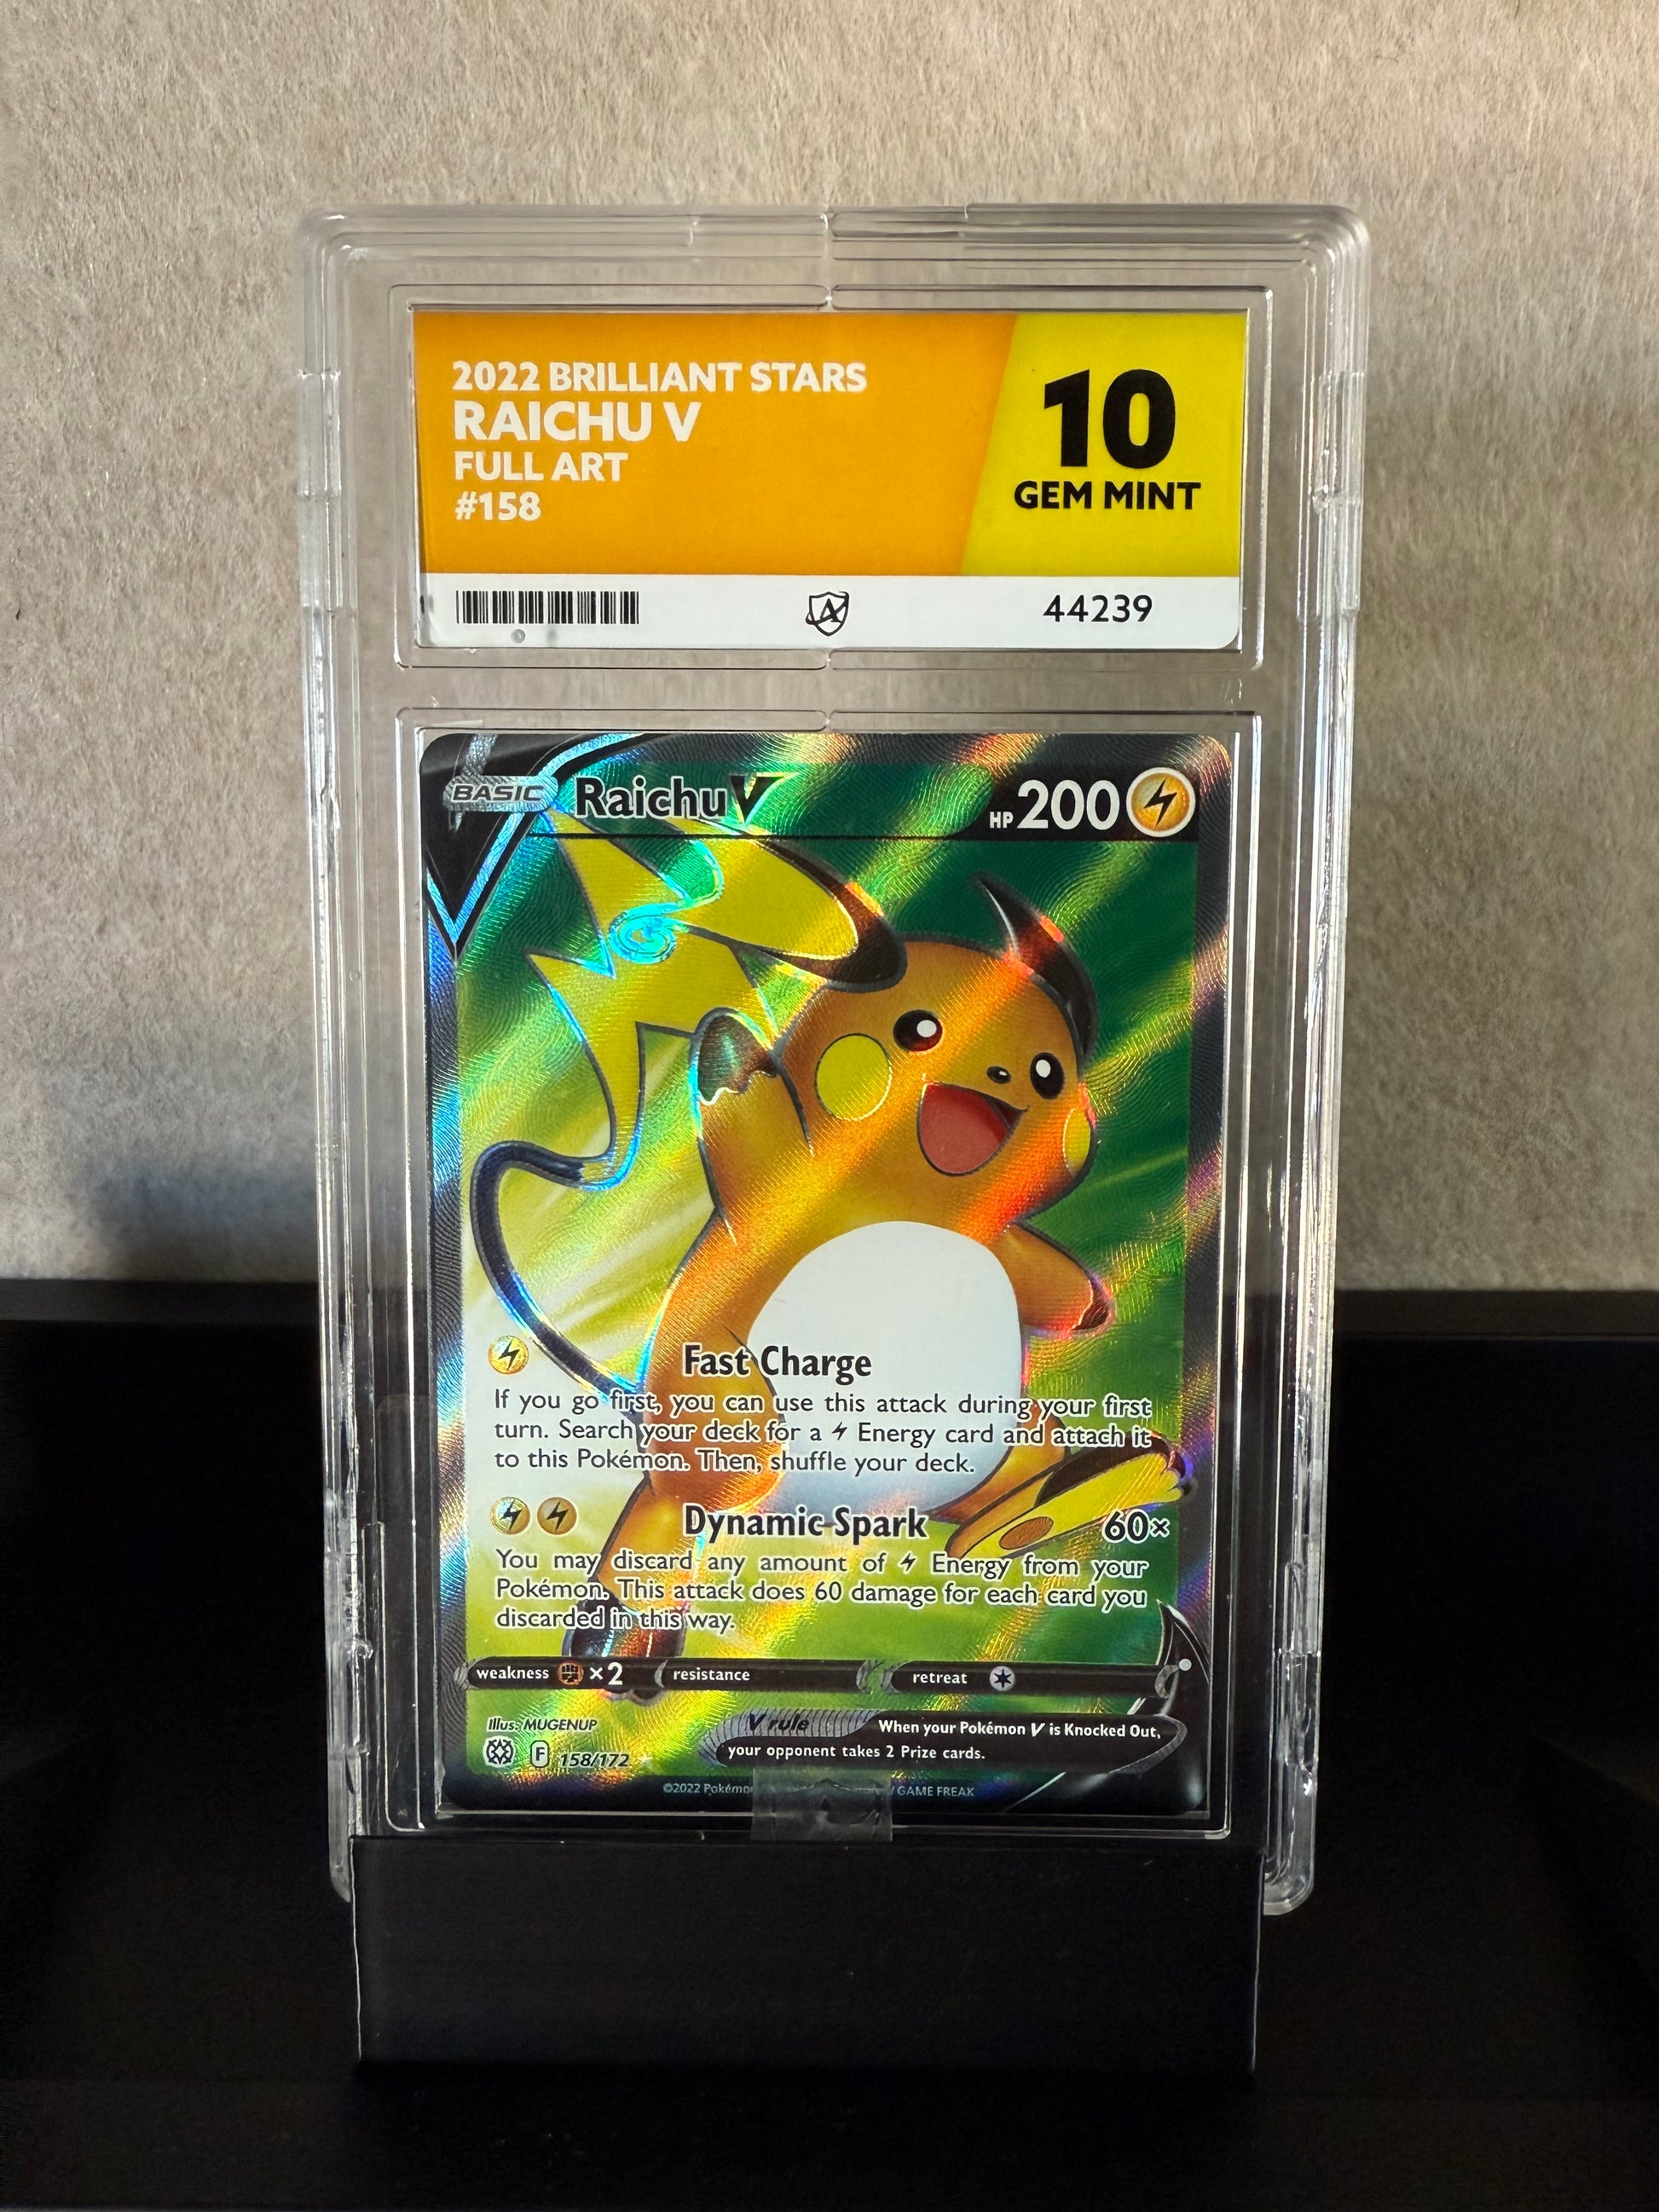 2022 BRILLIANT STARS
RAICHU V
FULL ART
#158
10
GEM MINT
44239
BASIC Raichu V HP 200
Fast Charge
If you go first, you can use this attack during your first
turn. Search your deck for a Energy card and attach it
to this Pokémon. Then, shuffle your deck.
Dynamic Spark 60×
You may discard any amount of Energy from your
Pokémon. This attack does 60 damage for each card you
discarded in this way.
weakness ×2 resistance retreat
Illus. MUGENUP
V rule When your Pokémon V is Knocked Out,
your opponent takes 2 Prize cards.
F 158/172
©2022 Pokémon / GAME FREAK